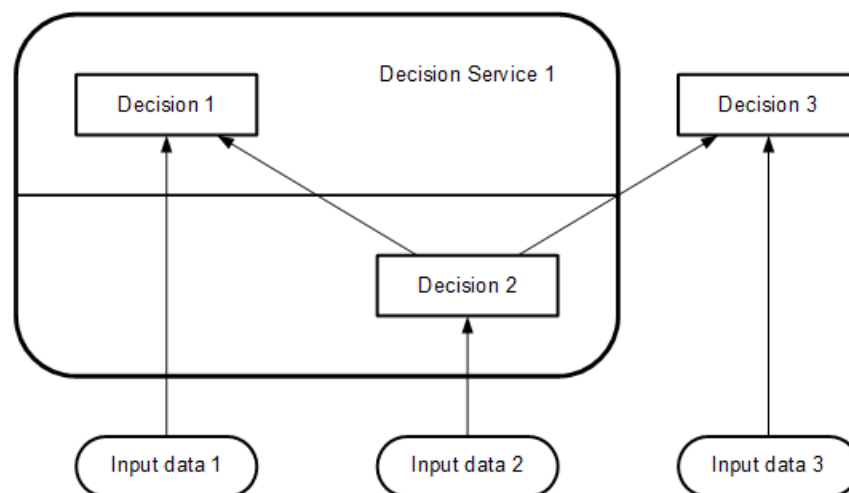 Decision Service 1
Decision 1
Decision 3
Decision 2
Input data 1
Input data 2
Input data 3